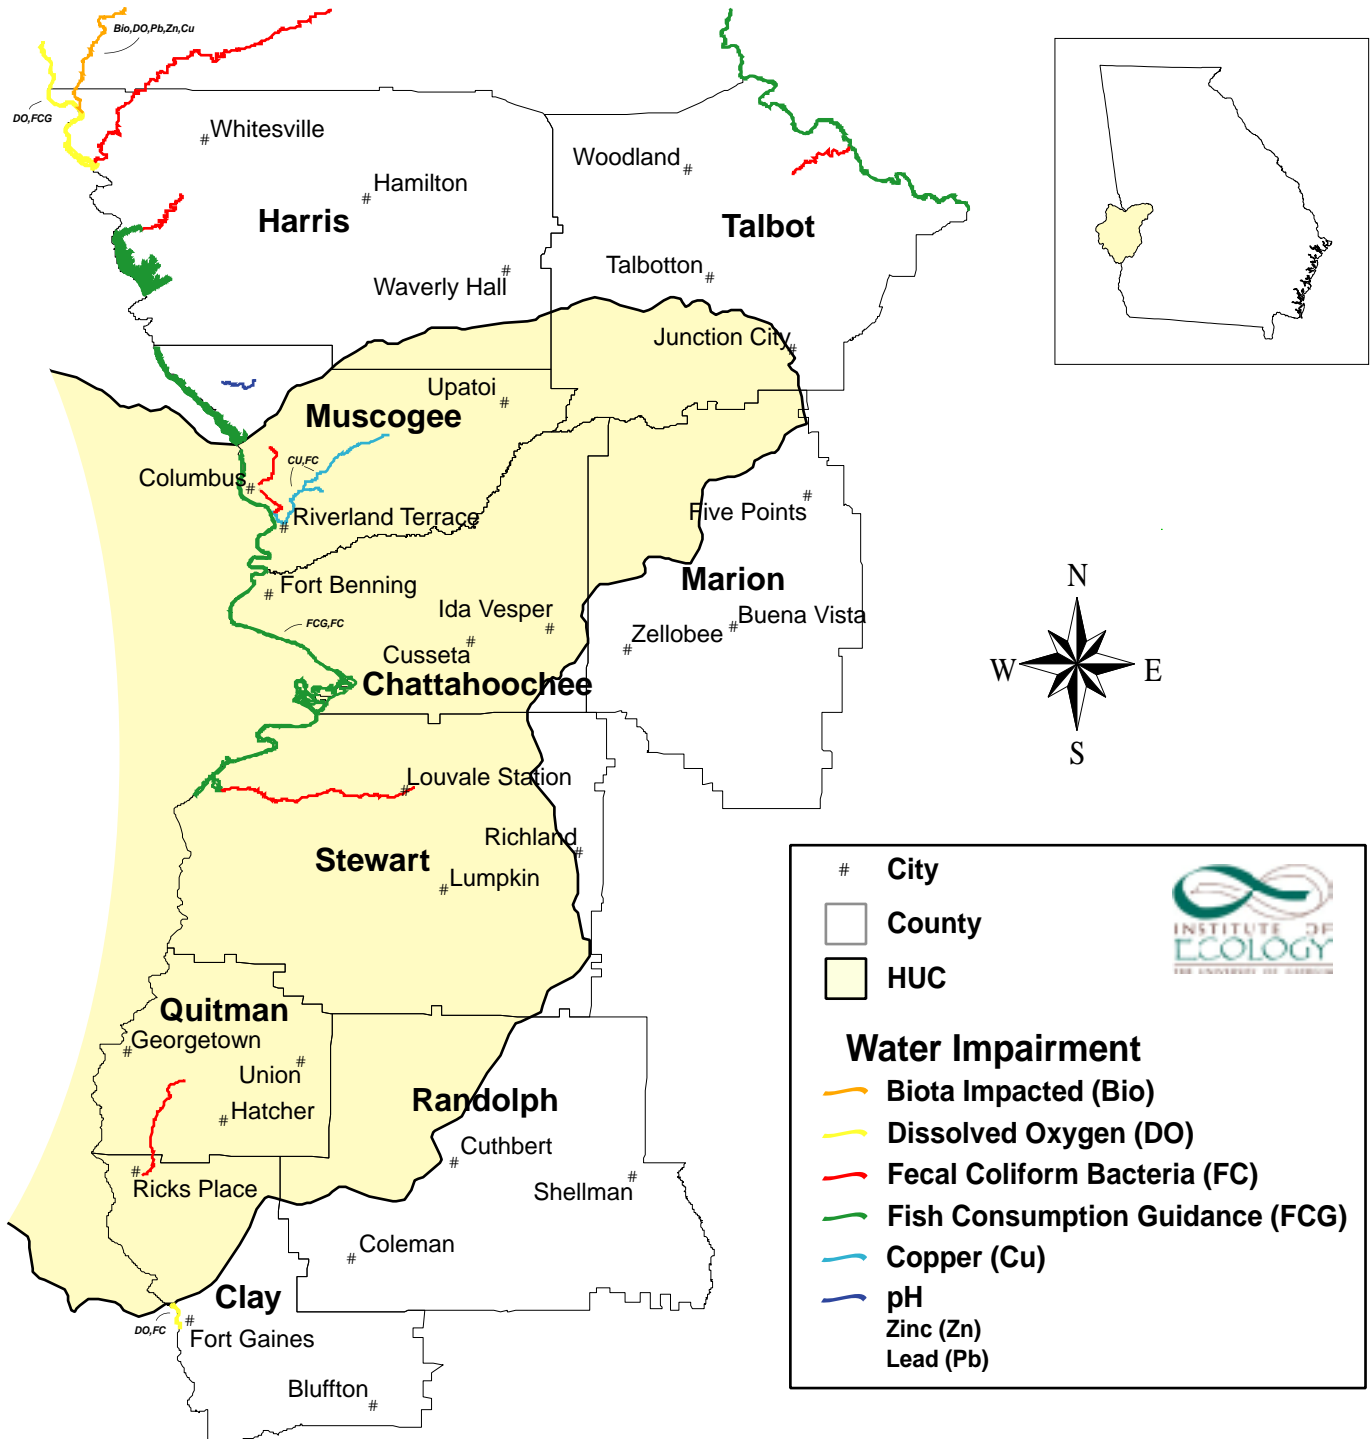 Bio,DO,Pb,Zn,Cu
DO,FCG
Whitesville
Woodland
Hamilton
Harris
Talbot
Talbotton
Waverly Hall
Junction City
Upatoi
Muscogee
CU,FC
Columbus
Five Points
Riverland Terrace
Marion
Fort Benning
Ida Vesper
Buena Vista
FCG,FC
Zellobee
Cusseta
Chattahoochee
N
W
E
S
Louvale Station
Richland
Stewart
Lumpkin
Quitman
Georgetown
Union
Randolph
Hatcher
Cuthbert
Ricks Place
Shellman
Coleman
Clay
DO,FC
Fort Gaines
Bluffton
# City
County
HUC
INSTITUTE OF
ECOLOGY
THE UNIVERSITY OF GEORGIA
Water Impairment
Biota Impacted (Bio)
Dissolved Oxygen (DO)
Fecal Coliform Bacteria (FC)
Fish Consumption Guidance (FCG)
Copper (Cu)
pH
Zinc (Zn)
Lead (Pb)